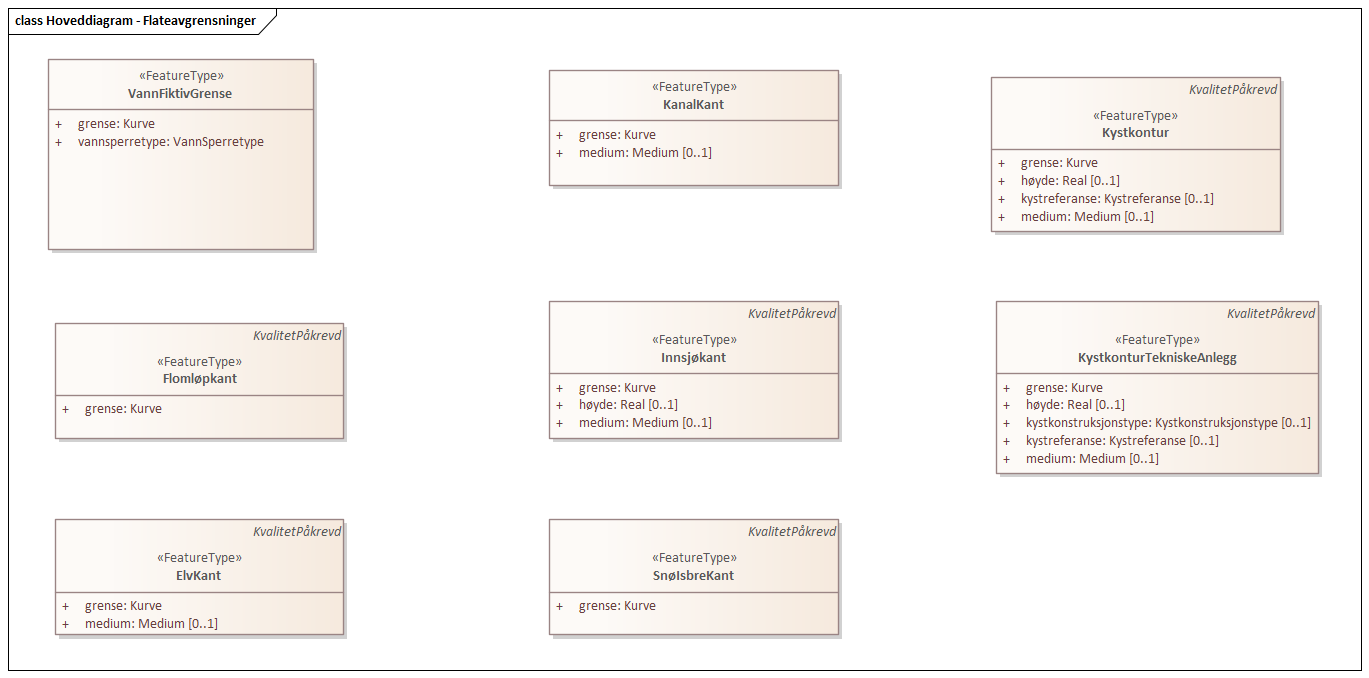 class Hoveddiagram - Flateavgrensninger
«FeatureType»
VannFiktivGrense
+ grense: Kurve
+ vannsperretype: VannSperretype
«FeatureType»
KanalKant
+ grense: Kurve
+ medium: Medium [0..1]
KvalitetPåkrevd
«FeatureType»
Kystkontur
+ grense: Kurve
+ høyde: Real [0..1]
+ kystreferanse: Kystreferanse [0..1]
+ medium: Medium [0..1]
KvalitetPåkrevd
«FeatureType»
Flomløpkant
+ grense: Kurve
KvalitetPåkrevd
«FeatureType»
Innsjøkant
+ grense: Kurve
+ høyde: Real [0..1]
+ medium: Medium [0..1]
KvalitetPåkrevd
«FeatureType»
KystkonturTekniskeAnlegg
+ grense: Kurve
+ høyde: Real [0..1]
+ kystkonstruksjonstype: Kystkonstruksjonstype [0..1]
+ kystreferanse: Kystreferanse [0..1]
+ medium: Medium [0..1]
KvalitetPåkrevd
«FeatureType»
ElvKant
+ grense: Kurve
+ medium: Medium [0..1]
KvalitetPåkrevd
«FeatureType»
SnøIsbreKant
+ grense: Kurve